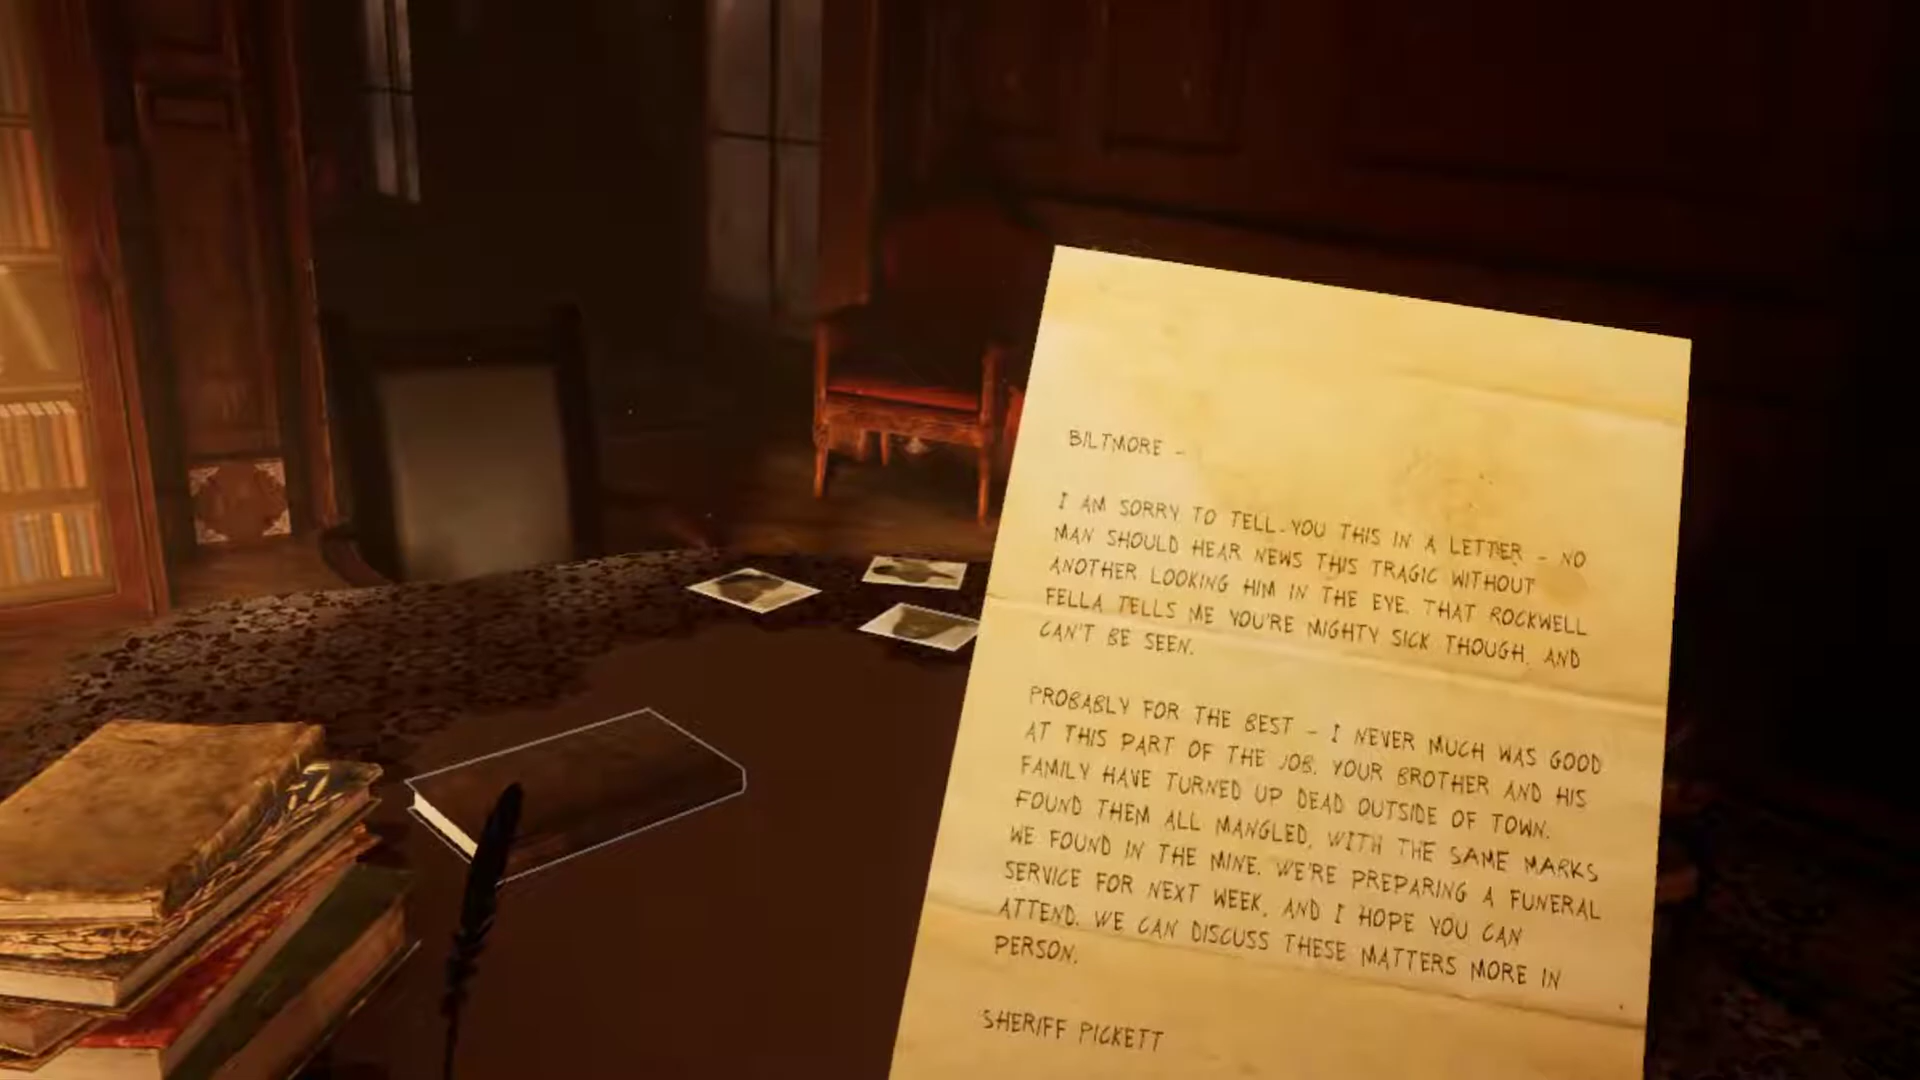 BILTMORE -
I AM SORRY TO TELL YOU THIS IN A LETTER - NO
MAN SHOULD HEAR NEWS THIS TRAGIC WITHOUT
ANOTHER LOOKING HIM IN THE EYE. THAT ROCKWELL
FELLA TELLS ME YOU'RE MIGHTY SICK THOUGH, AND
CAN'T BE SEEN.
PROBABLY FOR THE BEST - I NEVER MUCH WAS GOOD
AT THIS PART OF THE JOB. YOUR BROTHER AND HIS
FAMILY HAVE TURNED UP DEAD OUTSIDE OF TOWN.
FOUND THEM ALL MANGLED, WITH THE SAME MARKS
WE FOUND IN THE MINE. WE'RE PREPARING A FUNERAL
SERVICE FOR NEXT WEEK, AND I HOPE YOU CAN
ATTEND. WE CAN DISCUSS THESE MATTERS MORE IN
PERSON.
SHERIFF PICKETT